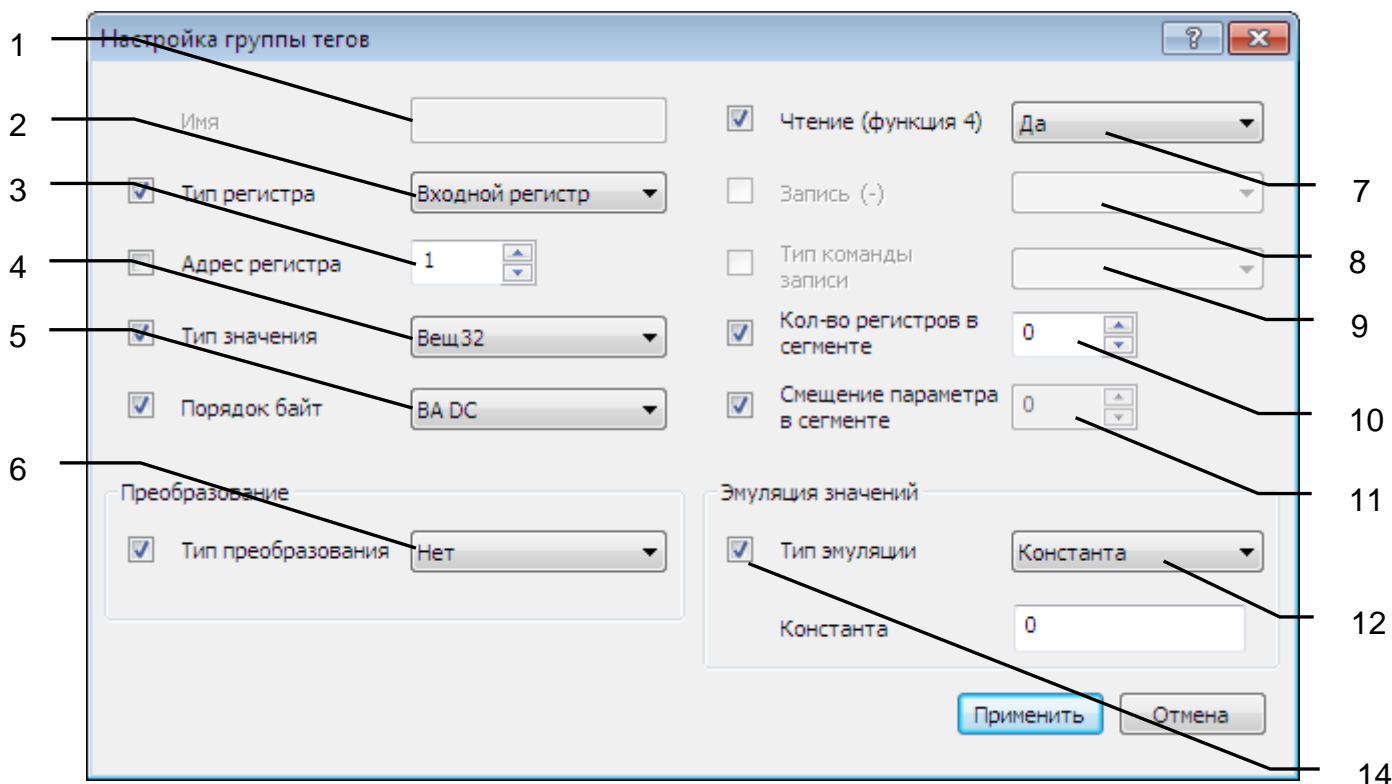 Настройка группы тегов
1
2
3
4
5
6
Имя
Тип регистра
Входной регистр
Адрес регистра
1
Тип значения
Вещ32
Порядок байт
BA DC
Преобразование
Тип преобразования
Нет
Чтение (функция 4)
Да
Запись (-)
Тип команды
записи
Кол-во регистров в
сегменте
0
Смещение параметра
в сегменте
0
Эмуляция значений
Тип эмуляции
Константа
Константа
0
Применить
Отмена
7
8
9
10
11
12
14